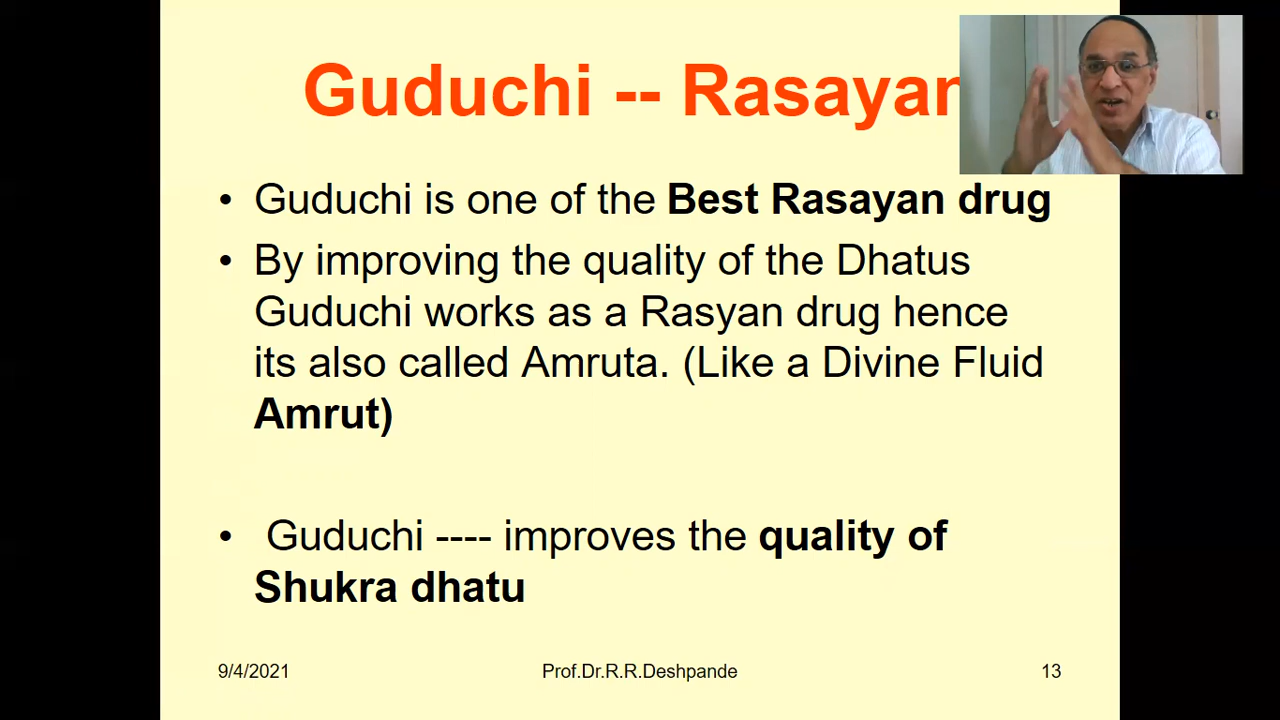 Guduchi -- Rasayan
• Guduchi is one of the Best Rasayan drug
• By improving the quality of the Dhatus
Guduchi works as a Rasyan drug hence
its also called Amruta. (Like a Divine Fluid
Amrut)
• Guduchi ---- improves the quality of
Shukra dhatu
9/4/2021 Prof.Dr.R.R.Deshpande 13